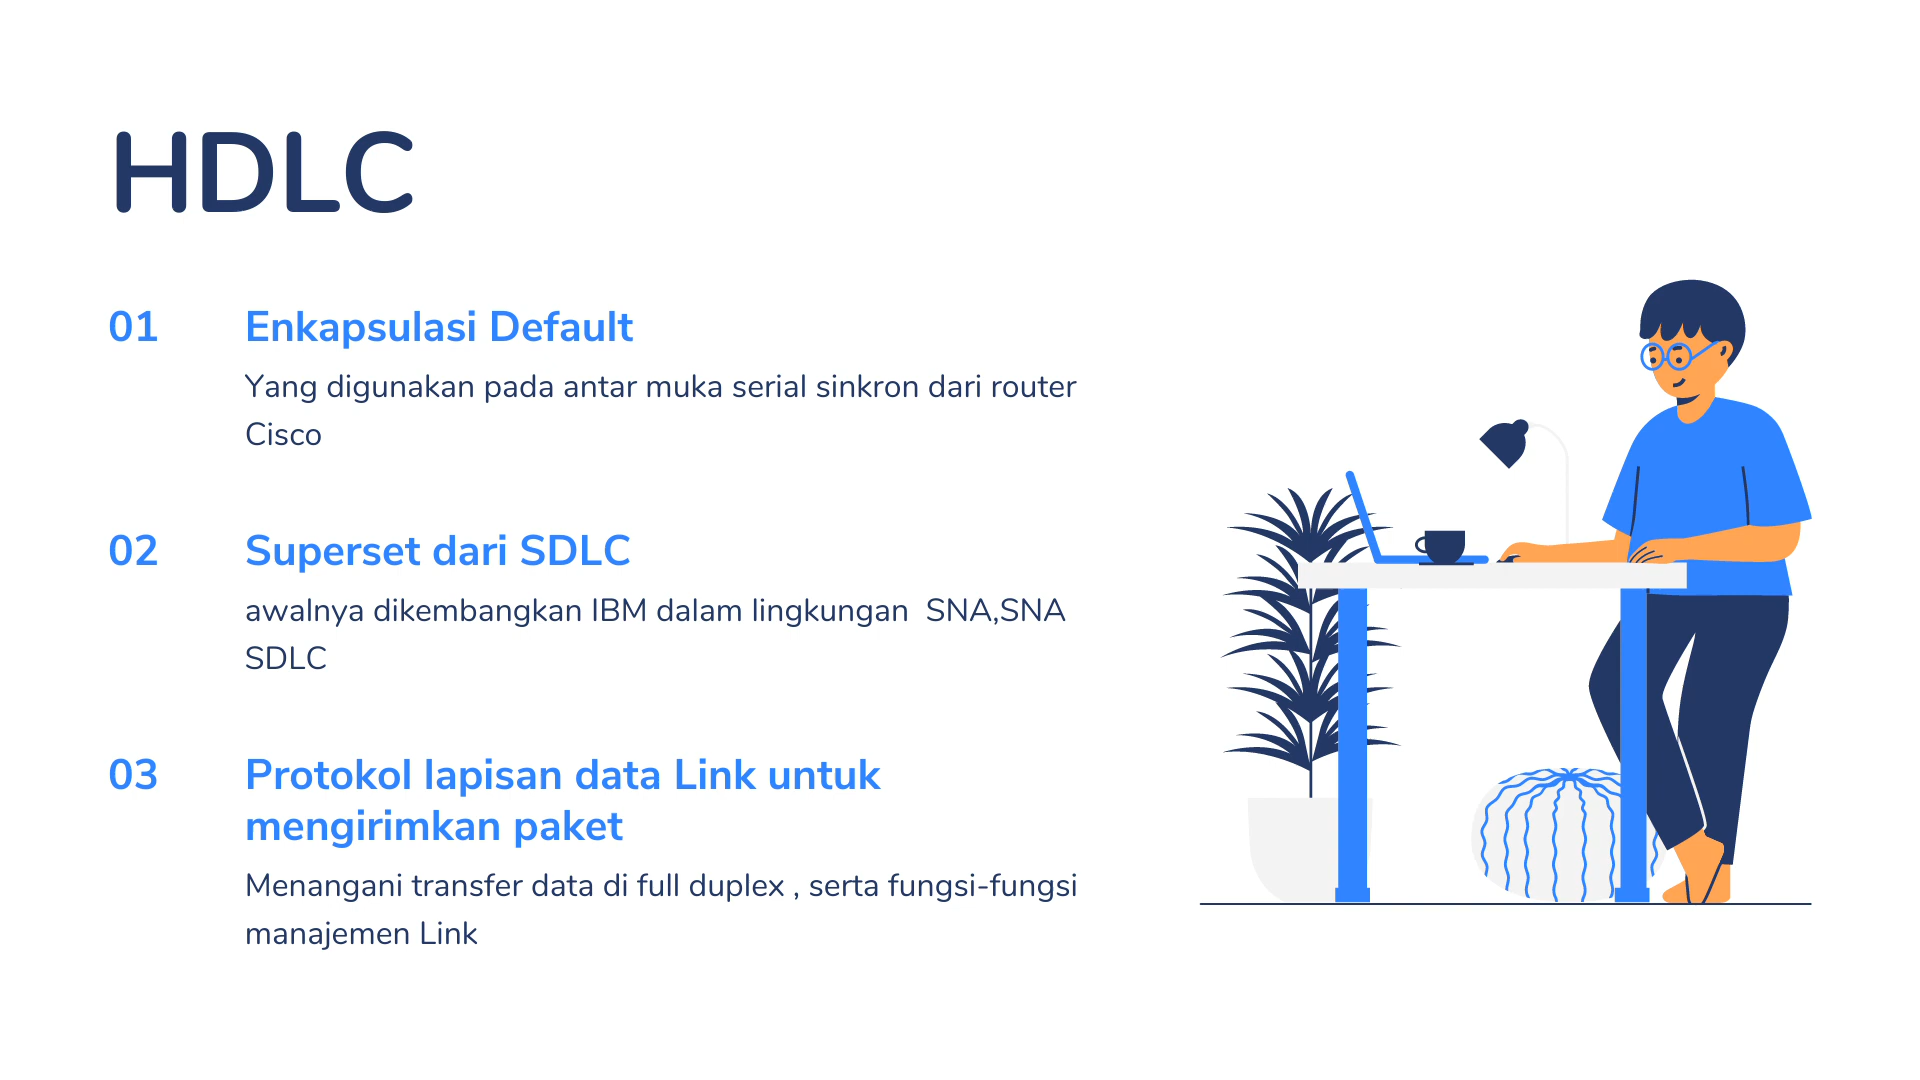 HDLC
01
Enkapsulasi Default
Yang digunakan pada antar muka serial sinkron dari router
Cisco
02
Superset dari SDLC
awalnya dikembangkan IBM dalam lingkungan  SNA,SNA
SDLC
03
Protokol lapisan data Link untuk
mengirimkan paket
Menangani transfer data di full duplex , serta fungsi-fungsi
manajemen Link